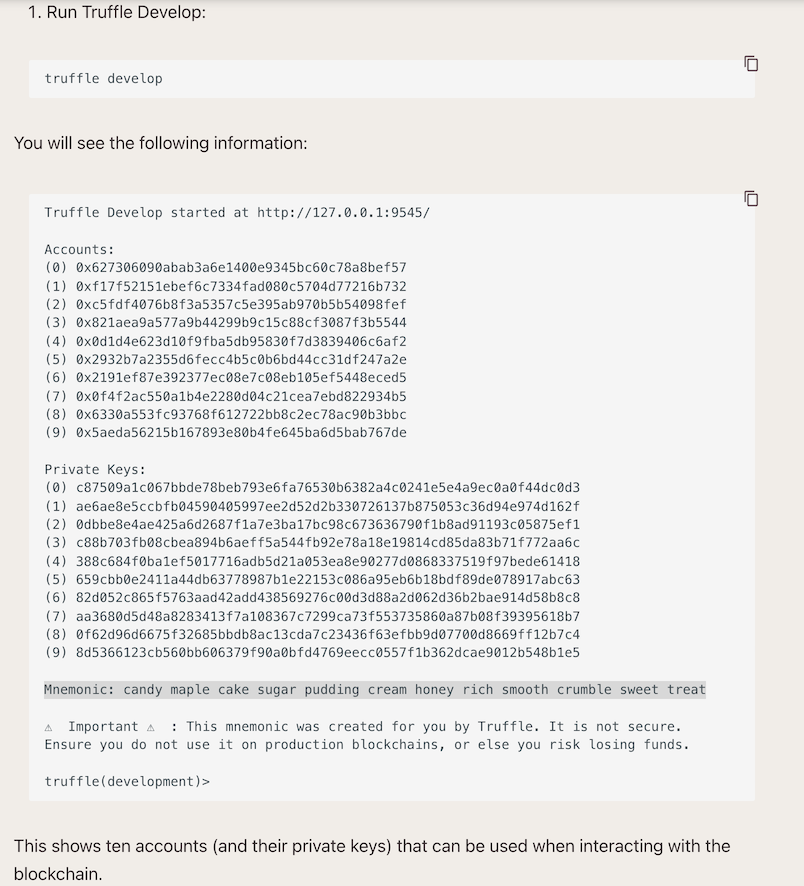 1. Run Truffle Develop:
truffle develop
You will see the following information:
Truffle Develop started at http://127.0.0.1:9545/
Accounts:
(0) 0x627306090abab3a6e1400e9345bc60c78a8bef57
(1) 0xf17f52151ebef6c7334fad080c5704d77216b732
(2) 0xc5fdf4076b8f3a5357c5e395ab970b5b54098fef
(3) 0x821aea9a577a9b44299b9c15c88cf3087f3b5544
(4) 0x0d1d4e623d10f9fba5db95830f7d3839406c6af2
(5) 0x2932b7a2355d6fecc4b5c0b6bd44cc31df247a2e
(6) 0x2191ef87e392377ec08e7c08eb105ef5448eced5
(7) 0x0f4f2ac550a1b4e2280d04c21cea7ebd822934b5
(8) 0x6330a553fc93768f612722bb8c2ec78ac90b3bbc
(9) 0x5aeda56215b167893e80b4fe645ba6d5bab767de
Private Keys:
(0) c87509a1c067bbde78beb793e6fa76530b6382a4c0241e5e4a9ec0a0f44dc0d3
(1) ae6ae8e5ccbfb04590405997ee2d52d2b330726137b875053c36d94e974d162f
(2) 0dbbe8e4ae425a6d2687f1a7e3ba17bc98c673636790f1b8ad91193c05875ef1
(3) c88b703fb08cbea894b6aeff5a544fb92e78a18e19814cd85da83b71f772aa6c
(4) 388c684f0ba1ef5017716adb5d21a053ea8e90277d0868337519f97bede61418
(5) 659cbb0e2411a44db63778987b1e22153c086a95eb6b18bdf89de078917abc63
(6) 82d052c865f5763aad42add438569276c00d3d88a2d062d36b2bae914d58b8c8
(7) aa3680d5d48a8283413f7a108367c7299ca73f553735860a87b08f39395618b7
(8) 0f62d96d6675f32685bbdb8ac13cda7c23436f63efbb9d07700d8669ff12b7c4
(9) 8d5366123cb560bb606379f90a0bfd4769eecc0557f1b362dcae9012b548b1e5
Mnemonic: candy maple cake sugar pudding cream honey rich smooth crumble sweet treat
⚠ Important ⚠ : This mnemonic was created for you by Truffle. It is not secure.
Ensure you do not use it on production blockchains, or else you risk losing funds.
truffle(development)>
This shows ten accounts (and their private keys) that can be used when interacting with the
blockchain.